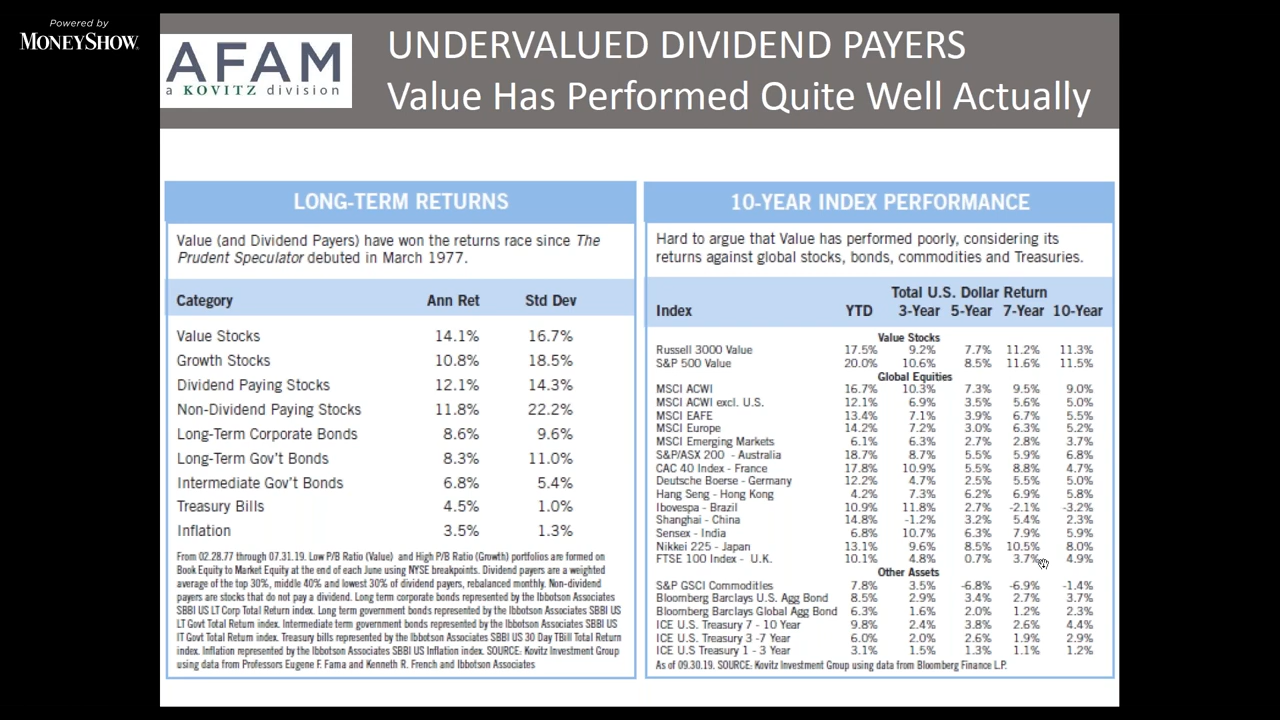 Powered by
MONEYSHOW.
AFAM
a KOVITZ division
UNDERVALUED DIVIDEND PAYERS
Value Has Performed Quite Well Actually
LONG-TERM RETURNS
Value (and Dividend Payers) have won the returns race since The
Prudent Speculator debuted in March 1977.
Category Ann Ret Std Dev
Value Stocks 14.1% 16.7%
Growth Stocks 10.8% 18.5%
Dividend Paying Stocks 12.1% 14.3%
Non-Dividend Paying Stocks 11.8% 22.2%
Long-Term Corporate Bonds 8.6% 9.6%
Long-Term Gov't Bonds 8.3% 11.0%
Intermediate Gov't Bonds 6.8% 5.4%
Treasury Bills 4.5% 1.0%
Inflation 3.5% 1.3%
From 02.28.77 through 07.31.19. Low P/B Ratio (Value) and High P/B Ratio (Growth) portfolios are formed on
Book Equity to Market Equity at the end of each June using NYSE breakpoints. Dividend payers are a weighted
average of the top 30%, middle 40% and lowest 30% of dividend payers, rebalanced monthly. Non-dividend
payers are stocks that do not pay a dividend. Long term corporate bonds represented by the Ibbotson Associates
SBBI US LT Corp Total Return index. Long term government bonds represented by the Ibbotson Associates SBBI US
LT Govt Total Return index. Intermediate term government bonds represented by the Ibbotson Associates SBBI US
IT Govt Total Return index. Treasury bills represented by the Ibbotson Associates SBBI US 30 Day TBill Total Return
index. Inflation represented by the Ibbotson Associates SBBI US Inflation index. SOURCE: Kovitz Investment Group
using data from Professors Eugene F. Fama and Kenneth R. French and Ibbotson Associates
10-YEAR INDEX PERFORMANCE
Hard to argue that Value has performed poorly, considering its
returns against global stocks, bonds, commodities and Treasuries.
Total U.S. Dollar Return
Index YTD 3-Year 5-Year 7-Year 10-Year
Value Stocks
Russell 3000 Value 17.5% 9.2% 7.7% 11.2% 11.3%
S&P 500 Value 20.0% 10.6% 8.5% 11.6% 11.5%
Global Equities
MSCI ACWI 16.7% 10.3% 7.3% 9.5% 9.0%
MSCI ACWI excl. U.S. 12.1% 6.9% 3.5% 5.6% 5.0%
MSCI EAFE 13.4% 7.1% 3.9% 6.7% 5.5%
MSCI Europe 14.2% 7.2% 3.0% 6.3% 5.2%
MSCI Emerging Markets 6.1% 6.3% 2.7% 2.8% 3.7%
S&P/ASX 200 - Australia 18.7% 8.7% 5.5% 5.9% 6.8%
CAC 40 Index - France 17.8% 10.9% 5.5% 8.8% 4.7%
Deutsche Boerse - Germany 12.2% 4.7% 2.5% 5.5% 5.0%
Hang Seng - Hong Kong 4.2% 7.3% 6.2% 6.9% 5.8%
Ibovespa - Brazil 10.9% 11.8% 2.7% -2.1% -3.2%
Shanghai - China 14.8% -1.2% 3.2% 5.4% 2.3%
Sensex - India 6.8% 10.7% 6.3% 7.9% 5.9%
Nikkei 225 - Japan 13.1% 9.6% 8.5% 10.5% 8.0%
FTSE 100 Index - U.K. 10.1% 4.8% 0.7% 3.7% 4.9%
Other Assets
S&P GSCI Commodities 7.8% 3.5% -6.8% -6.9% -1.4%
Bloomberg Barclays U.S. Agg Bond 8.5% 2.9% 3.4% 2.7% 3.7%
Bloomberg Barclays Global Agg Bond 6.3% 1.6% 2.0% 1.2% 2.3%
ICE U.S. Treasury 7 - 10 Year 9.8% 2.4% 3.8% 2.6% 4.4%
ICE U.S. Treasury 3 -7 Year 6.0% 2.0% 2.6% 1.9% 2.9%
ICE U.S Treasury 1 - 3 Year 3.1% 1.5% 1.3% 1.1% 1.2%
As of 09.30.19. SOURCE: Kovitz Investment Group using data from Bloomberg Finance L.P.